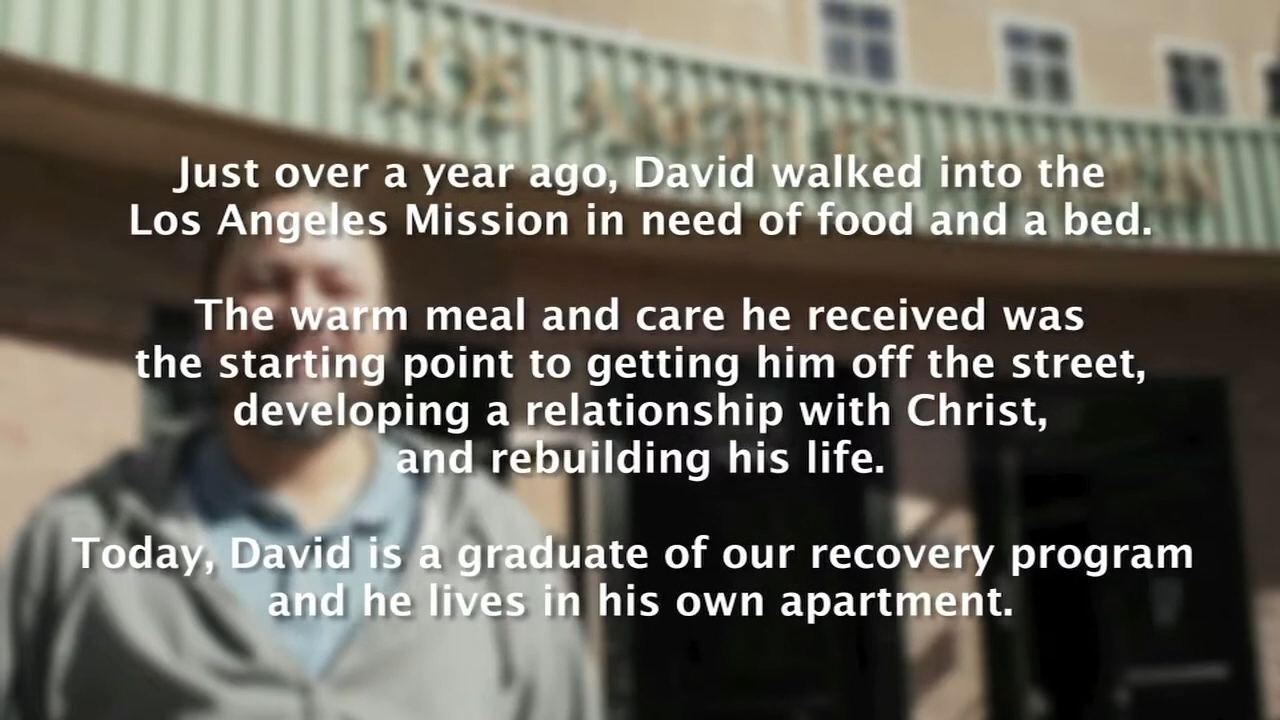 LOS ANGELES MISSION
Just over a year ago, David walked into the
Los Angeles Mission in need of food and a bed.
The warm meal and care he received was
the starting point to getting him off the street,
developing a relationship with Christ,
and rebuilding his life.
Today, David is a graduate of our recovery program
and he lives in his own apartment.